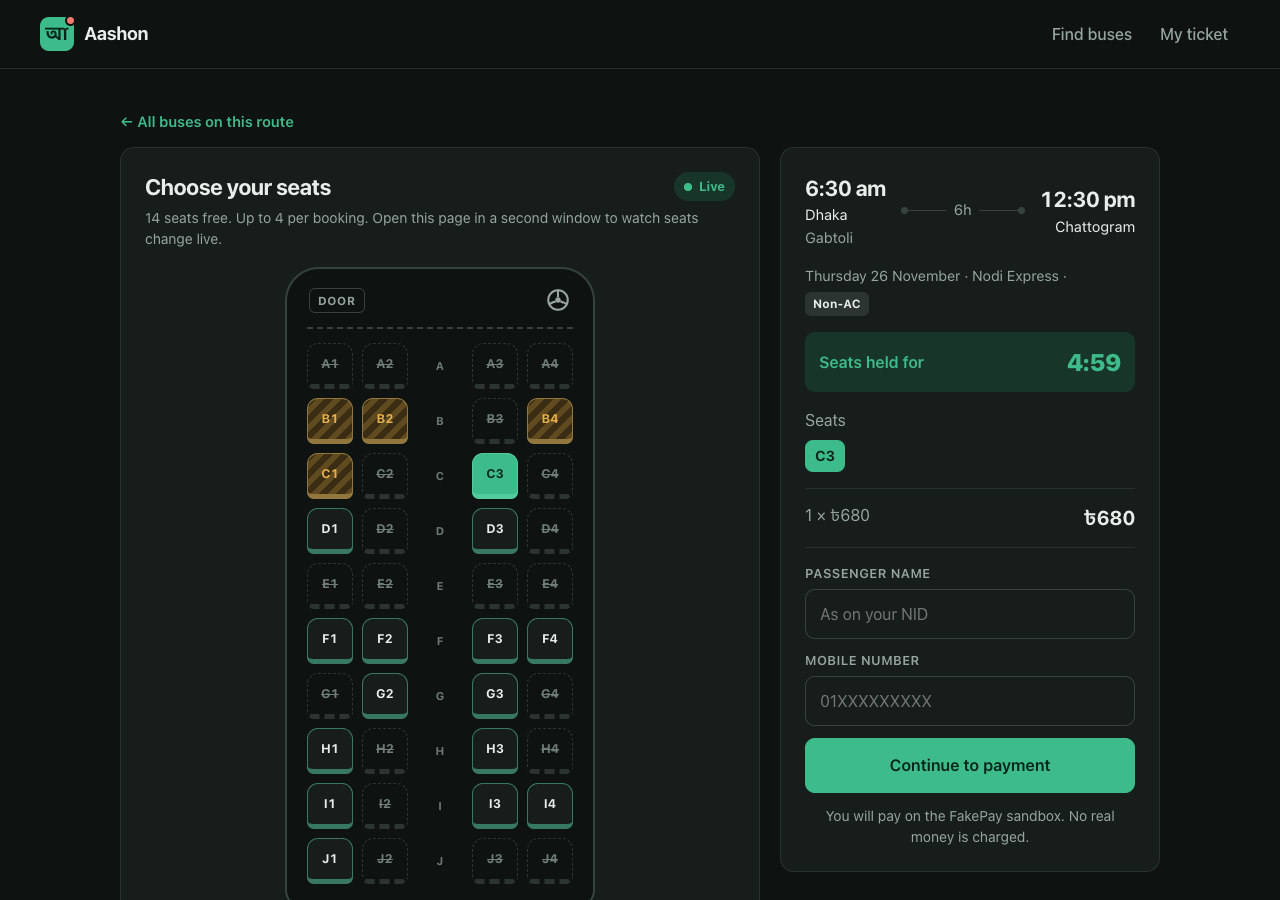 আ Aashon
Find buses
My ticket
← All buses on this route
Choose your seats
Live
14 seats free. Up to 4 per booking. Open this page in a second window to watch seats
change live.
DOOR
A1 A2 A A3 A4
B1 B2 B B3 B4
C1 C2 C C3 C4
D1 D2 D D3 D4
E1 E2 E E3 E4
F1 F2 F F3 F4
G1 G2 G G3 G4
H1 H2 H H3 H4
I1 I2 I I3 I4
J1 J2 J J3 J4
6:30 am
Dhaka
Gabtoli
6h
12:30 pm
Chattogram
Thursday 26 November · Nodi Express ·
Non-AC
Seats held for 4:59
Seats
C3
1 × ৳680 ৳680
PASSENGER NAME
As on your NID
MOBILE NUMBER
01XXXXXXXXX
Continue to payment
You will pay on the FakePay sandbox. No real
money is charged.